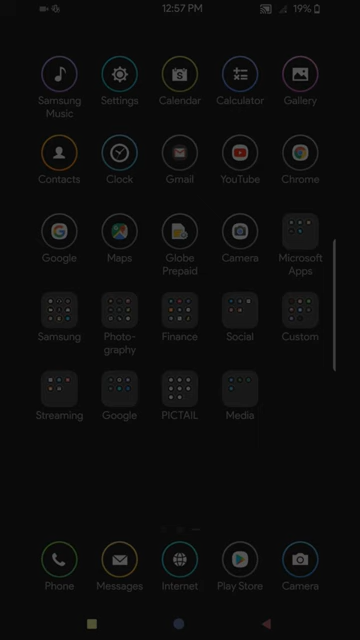 12:57 PM 19%
Samsung Music Settings Calendar Calculator Gallery
Contacts Clock Gmail YouTube Chrome
Google Maps Globe Prepaid Camera Microsoft Apps
Samsung Photo-graphy Finance Social Custom
Streaming Google PICTAIL Media
Phone Messages Internet Play Store Camera